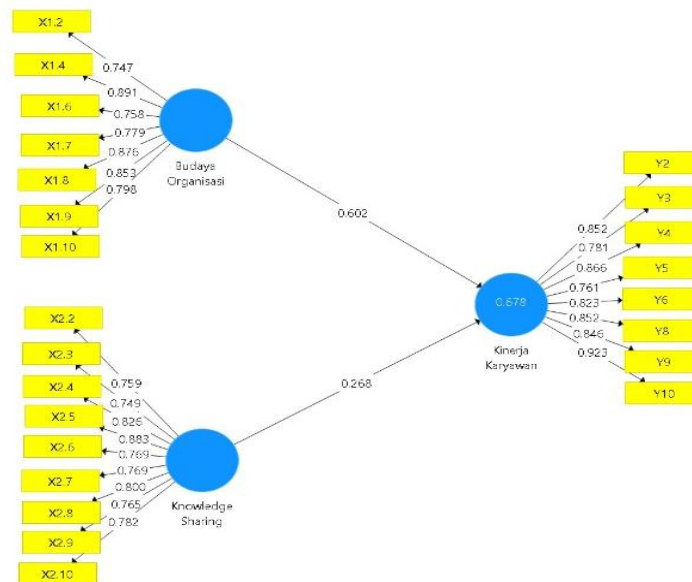 X1.2
0.747
X1.4
0.891
X1.6
0.758
X1.7
0.779
X1.8
0.876
X1.9
0.853
X1.10
0.798
Budaya
Organisasi
0.602
X2.2
0.759
X2.3
0.749
X2.4
0.826
X2.5
0.883
X2.6
0.769
X2.7
0.769
X2.8
0.800
X2.9
0.765
X2.10
0.782
Knowledge
Sharing
0.268
0.678
Kinerja
Karyawan
Y2
0.852
Y3
0.781
Y4
0.866
Y5
0.761
Y6
0.823
Y8
0.852
Y9
0.846
Y10
0.923